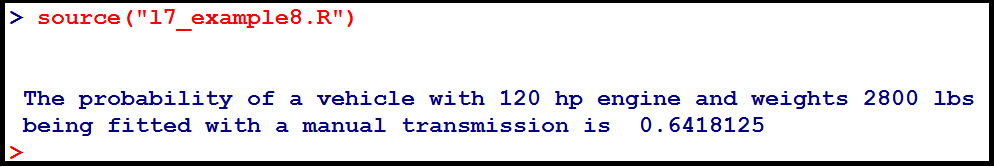 > source("l7_example8.R")
The probability of a vehicle with 120 hp engine and weights 2800 lbs
being fitted with a manual transmission is  0.6418125
>